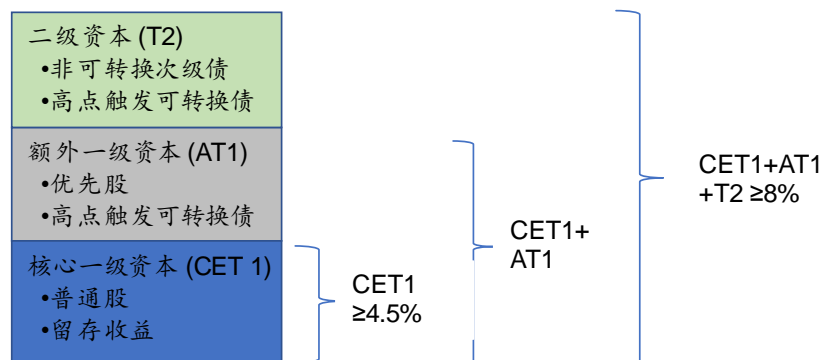 二级资本 (T2)
•非可转换次级债
•高点触发可转换债
额外一级资本 (AT1)
•优先股
•高点触发可转换债
核心一级资本 (CET 1)
•普通股
•留存收益
CET1
≥4.5%
CET1+
AT1
CET1+AT1
+T2 ≥8%